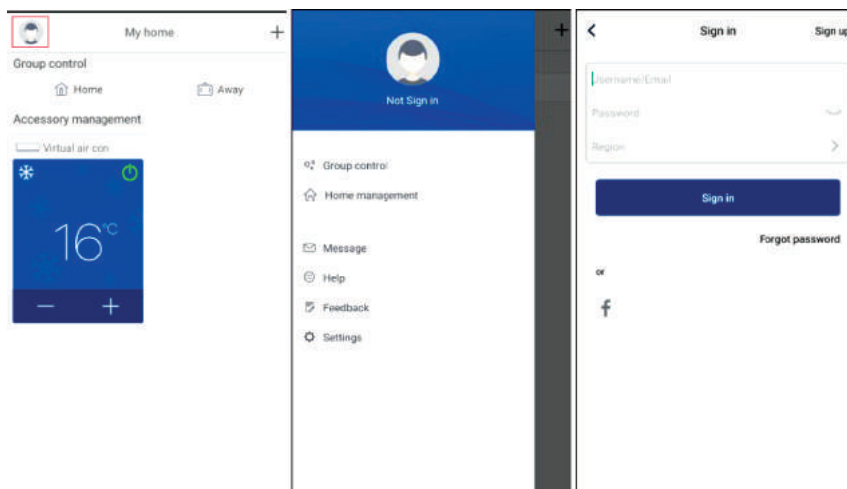 My home
+
Group control
Home
Away
Accessory management
Virtual air con
16°C
− +
Not Sign in
Group control
Home management
Message
Help
Feedback
Settings
+
Sign in
Sign up
Username/Email
Password
Region
Sign in
Forgot password
or
f